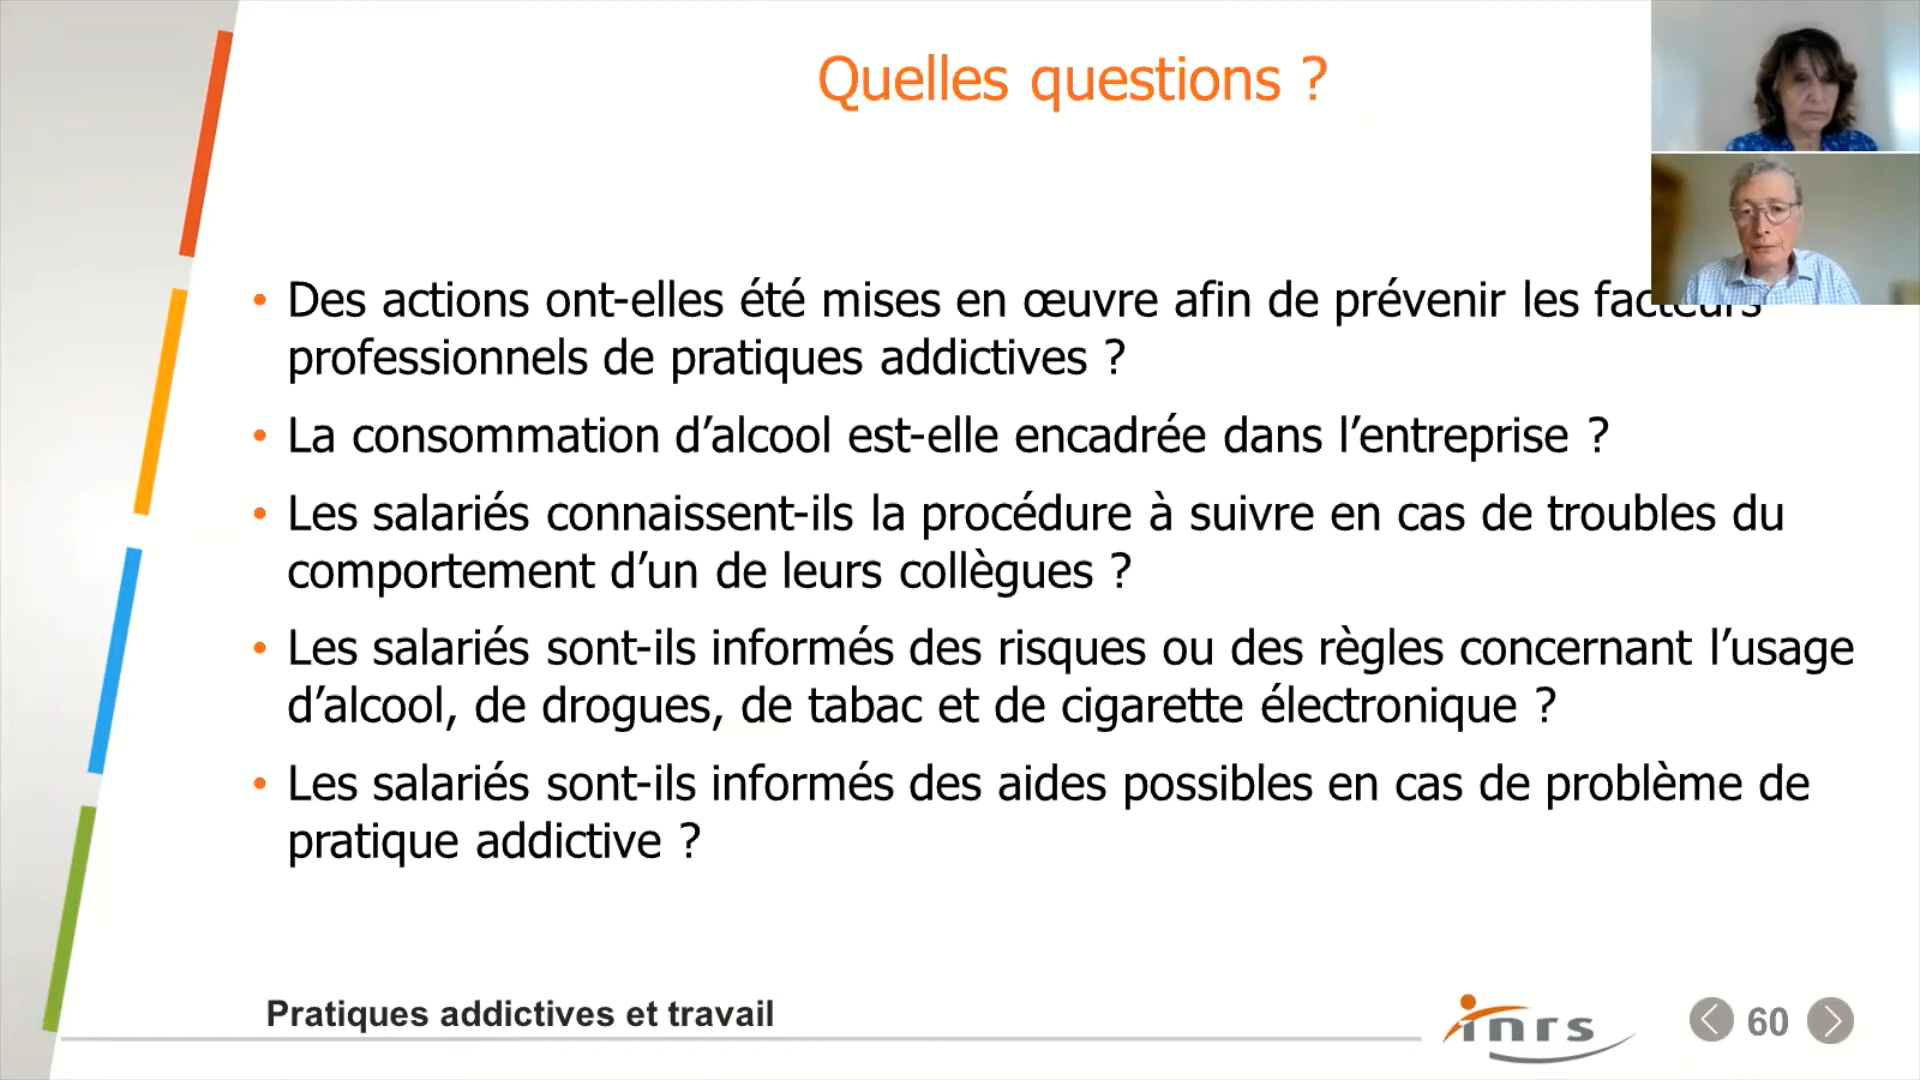 Quelles questions ?
• Des actions ont-elles été mises en œuvre afin de prévenir les facteurs
professionnels de pratiques addictives ?
• La consommation d’alcool est-elle encadrée dans l’entreprise ?
• Les salariés connaissent-ils la procédure à suivre en cas de troubles du
comportement d’un de leurs collègues ?
• Les salariés sont-ils informés des risques ou des règles concernant l’usage
d’alcool, de drogues, de tabac et de cigarette électronique ?
• Les salariés sont-ils informés des aides possibles en cas de problème de
pratique addictive ?
Pratiques addictives et travail
inrs
60